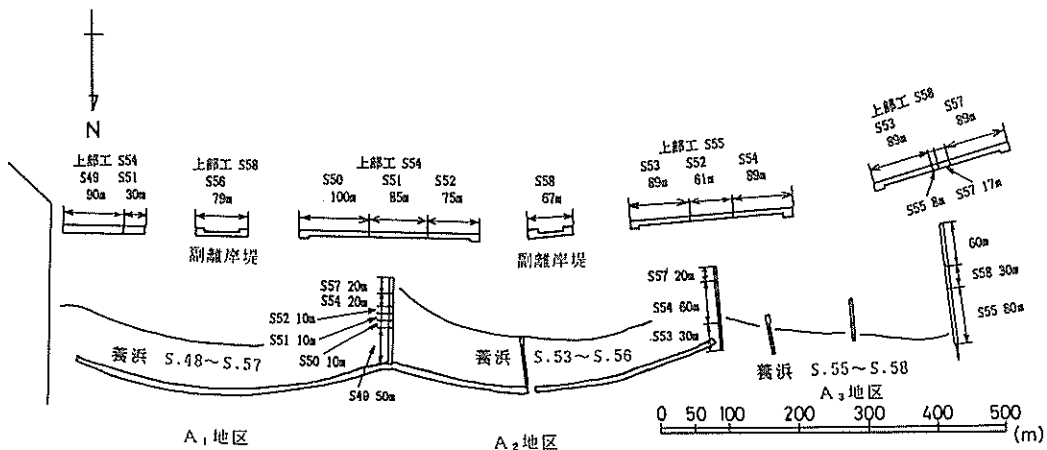 N
上部工 S54
S49 S51
90m 30m
上部工 S58
S56
79m
副離岸堤
上部工 S54
S50 S51 S52
100m 85m 75m
S58
67m
副離岸堤
上部工 S55
S53 S52 S54
89m 61m 89m
上部工 S58
S53 S57
89m 89m
S55 8m
S57 17m
S57 20m
S54 20m
S52 10m
S51 10m
S50 10m
S49 50m
S57 20m
S54 60m
S53 30m
60m
S58 30m
S55 80m
養浜 S.48～S.57
養浜 S.53～S.56
養浜 S.55～S.58
A₁地区
A₂地区
A₃地区
0 50 100 200 300 400 500
(m)